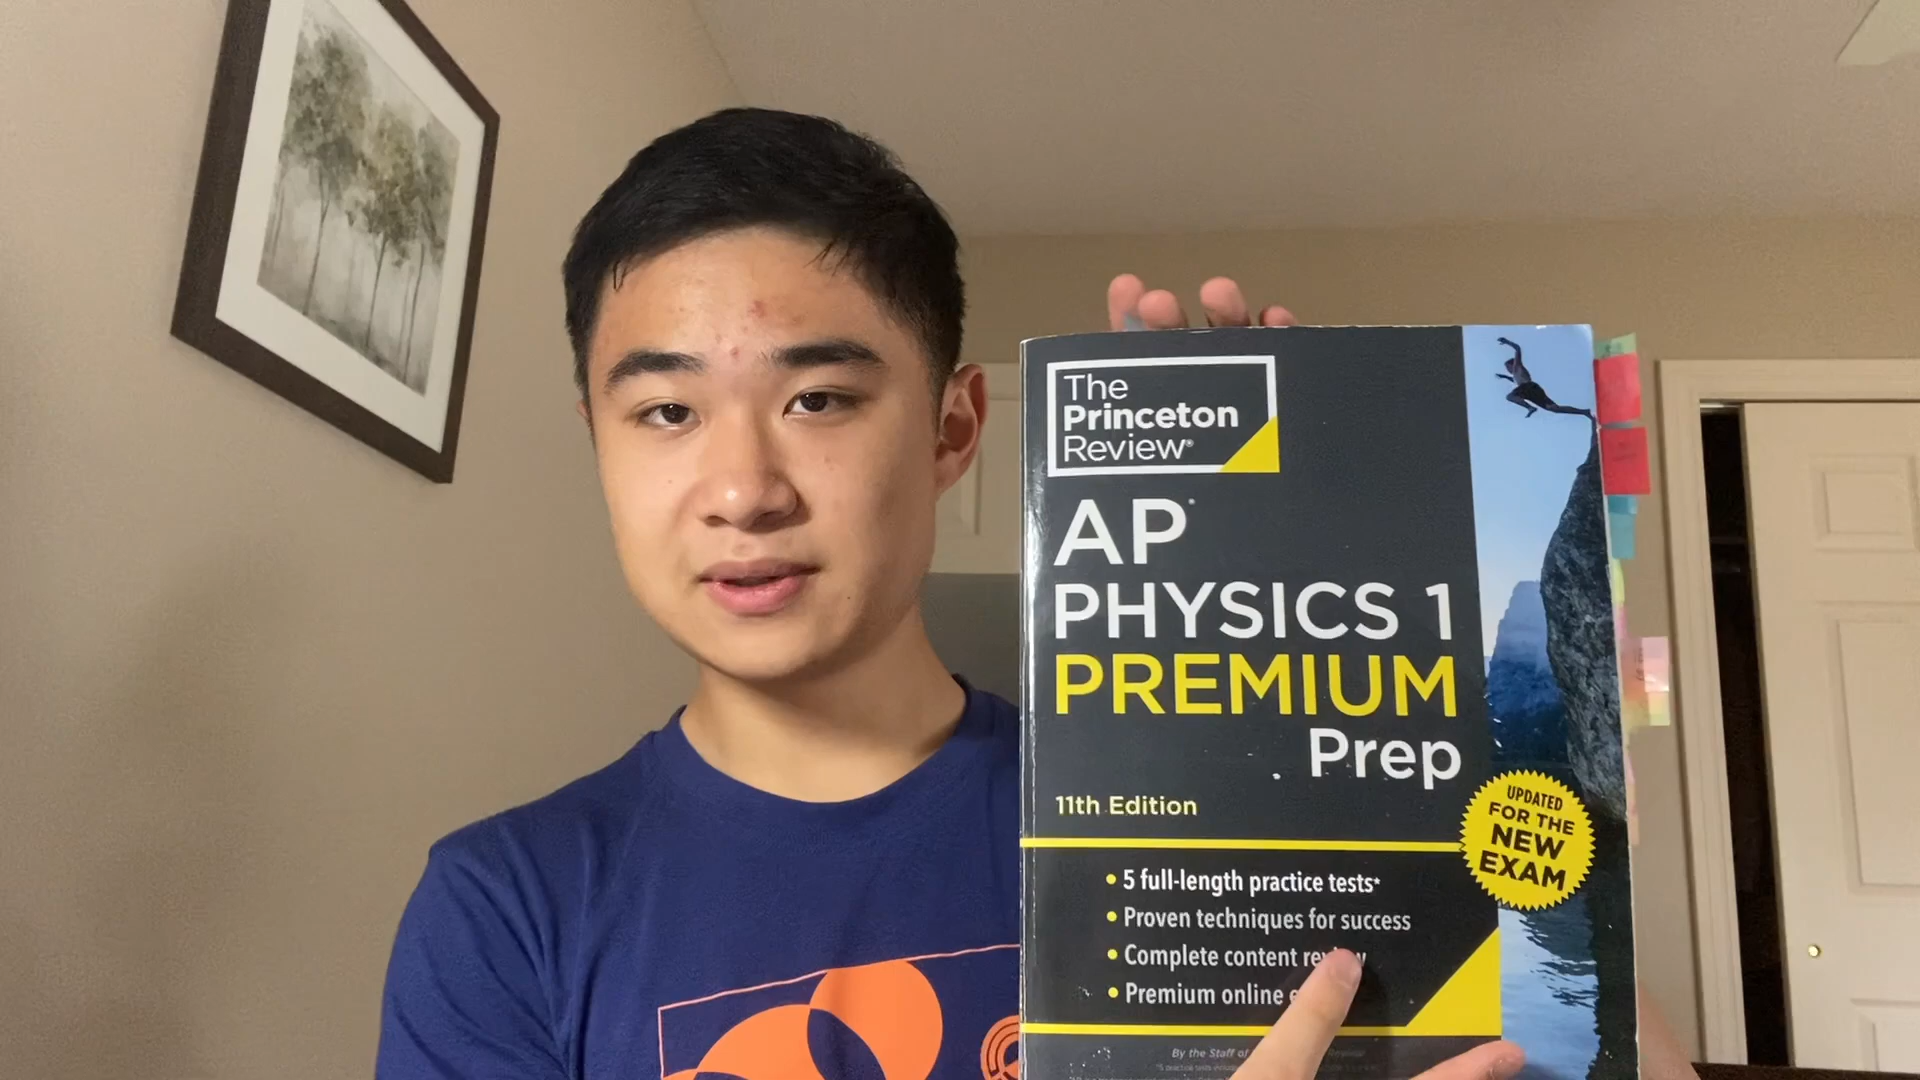 The
Princeton
Review®
AP®
PHYSICS 1
PREMIUM
Prep
11th Edition
UPDATED
FOR THE
NEW
EXAM
• 5 full-length practice tests*
• Proven techniques for success
• Complete content
• Premium online
By the Staff of Review